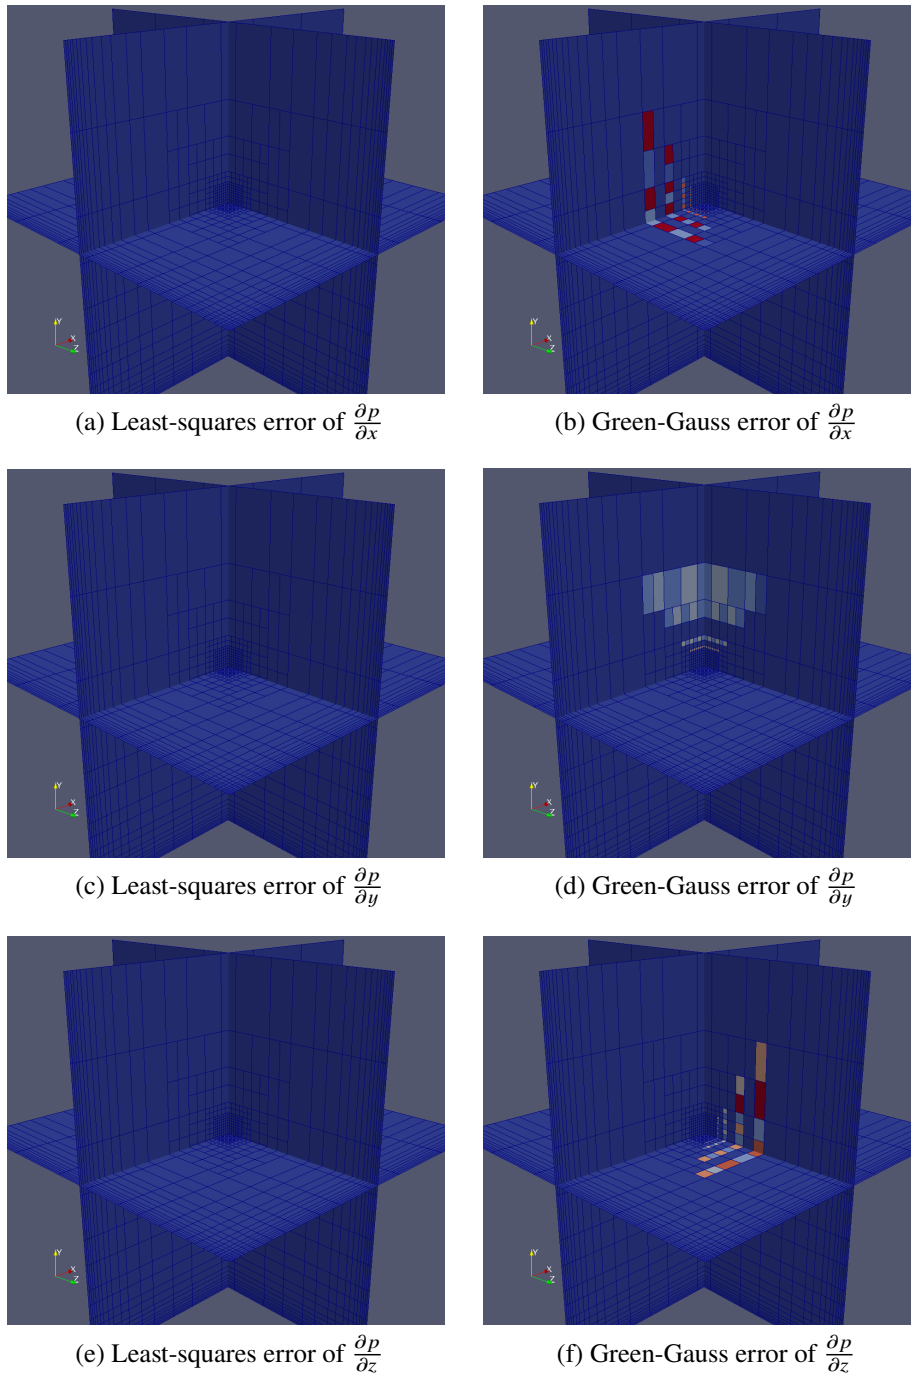 Y
X
Z
Y
X
Z
(a) Least-squares error of ∂p/∂x
(b) Green-Gauss error of ∂p/∂x
Y
X
Z
Y
X
Z
(c) Least-squares error of ∂p/∂y
(d) Green-Gauss error of ∂p/∂y
Y
X
Z
Y
X
Z
(e) Least-squares error of ∂p/∂z
(f) Green-Gauss error of ∂p/∂z